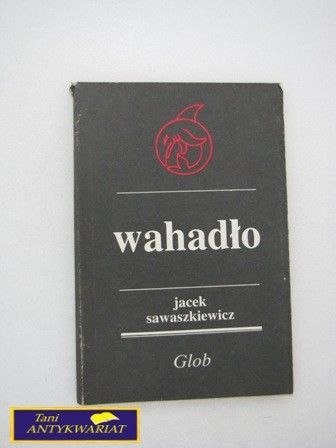 wahadło
jacek
sawaszkiewicz
Glob
Tani
ANTYKWARIAT